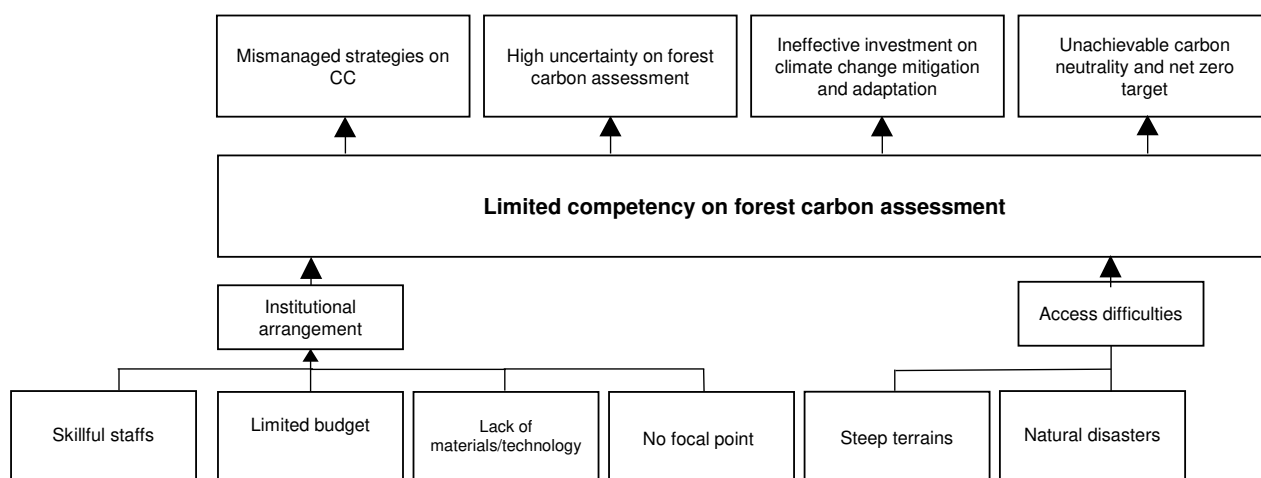 Mismanaged strategies on
CC
High uncertainty on forest
carbon assessment
Ineffective investment on
climate change mitigation
and adaptation
Unachievable carbon
neutrality and net zero
target
Limited competency on forest carbon assessment
Institutional
arrangement
Access difficulties
Skillful staffs
Limited budget
Lack of
materials/technology
No focal point
Steep terrains
Natural disasters